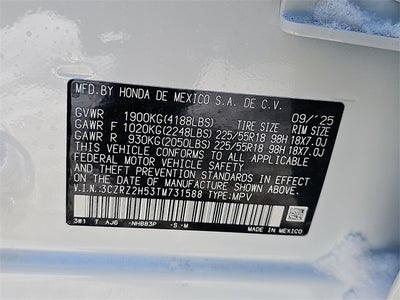 MFD. BY HONDA DE MEXICO S.A. DE C.V. 09/'25
GVWR 1900KG(4188LBS) TIRE SIZE RIM SIZE
GAWR F 1020KG(2248LBS) 225/55R18 98H 18X7.0J
GAWR R 930KG(2050LBS) 225/55R18 98H 18X7.0J
THIS VEHICLE CONFORMS TO ALL APPLICABLE
FEDERAL MOTOR VEHICLE SAFETY, BUMPER,
AND THEFT PREVENTION STANDARDS IN EFFECT
ON THE DATE OF MANUFACTURE SHOWN ABOVE.
V.I.N:3CZRZ2H53TM731588 TYPE:MPV
3W1 T AJ6 -NH883P -S-M MADE IN MEXICO